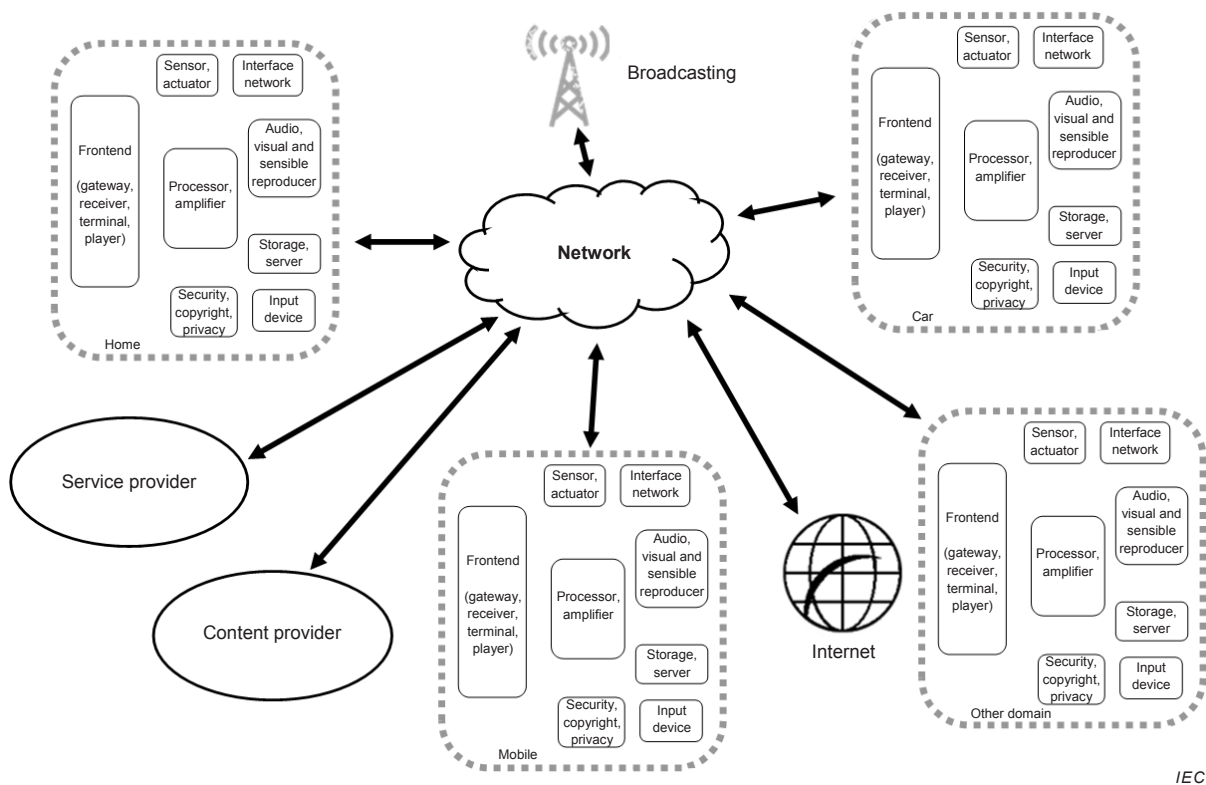 Broadcasting
Sensor,
actuator
Interface
network
Frontend
(gateway,
receiver,
terminal,
player)
Processor,
amplifier
Audio,
visual and
sensible
reproducer
Storage,
server
Security,
copyright,
privacy
Input
device
Home
Network
Sensor,
actuator
Interface
network
Frontend
(gateway,
receiver,
terminal,
player)
Processor,
amplifier
Audio,
visual and
sensible
reproducer
Storage,
server
Security,
copyright,
privacy
Input
device
Car
Service provider
Content provider
Sensor,
actuator
Interface
network
Frontend
(gateway,
receiver,
terminal,
player)
Processor,
amplifier
Audio,
visual and
sensible
reproducer
Storage,
server
Security,
copyright,
privacy
Input
device
Mobile
Internet
Sensor,
actuator
Interface
network
Frontend
(gateway,
receiver,
terminal,
player)
Processor,
amplifier
Audio,
visual and
sensible
reproducer
Storage,
server
Security,
copyright,
privacy
Input
device
Other domain
IEC